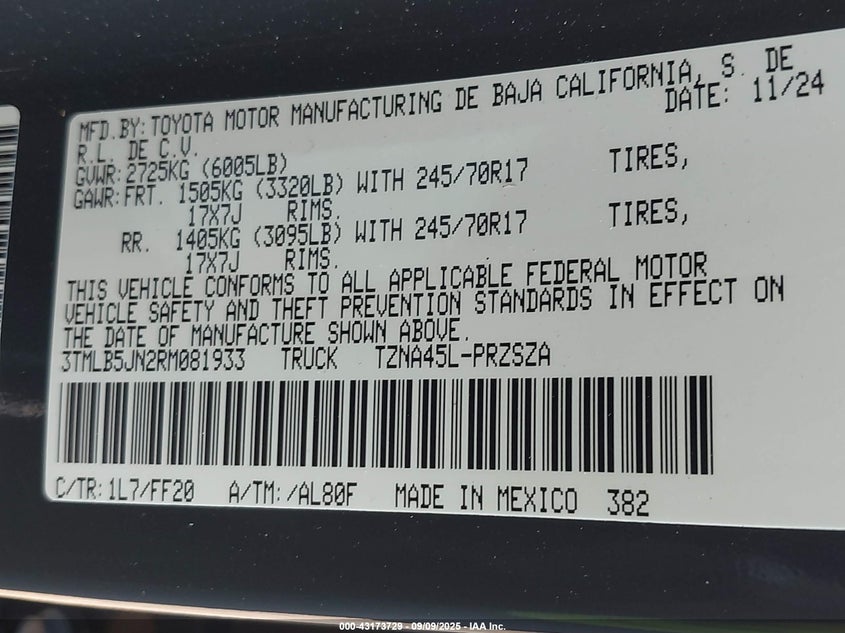 MFD.BY:TOYOTA MOTOR MANUFACTURING DE BAJA CALIFORNIA, S. DE
R.L. DE C.V. DATE: 11/24
GVWR:2725KG (6005LB)
GAWR:FRT. 1505KG (3320LB) WITH 245/70R17 TIRES,
17X7J RIMS.
RR. 1405KG (3095LB) WITH 245/70R17 TIRES,
17X7J RIMS.
THIS VEHICLE CONFORMS TO ALL APPLICABLE FEDERAL MOTOR
VEHICLE SAFETY AND THEFT PREVENTION STANDARDS IN EFFECT ON
THE DATE OF MANUFACTURE SHOWN ABOVE.
3TMLB5JN2RM081933 TRUCK TZNA45L-PRZSZA
C/TR:1L7/FF20 A/TM:/AL80F MADE IN MEXICO 382
000-43173729 - 09/09/2025 - IAA Inc.